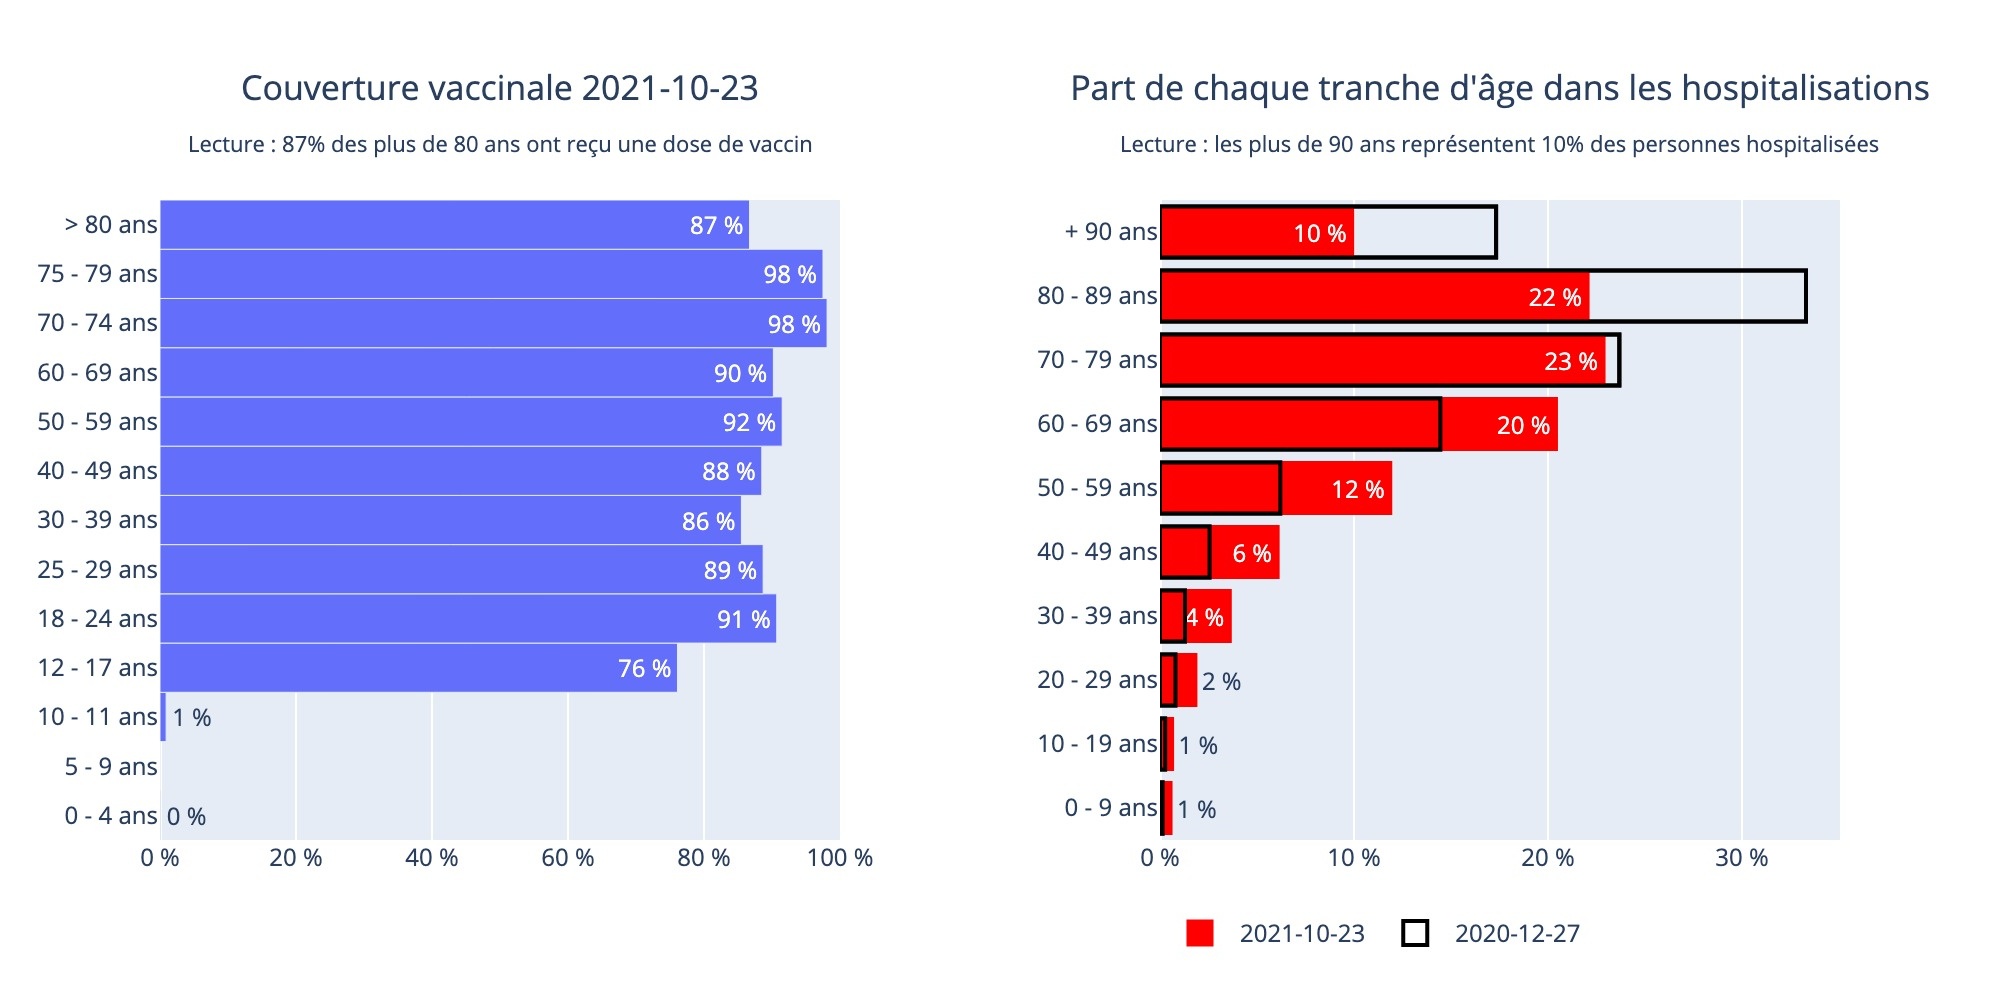 Couverture vaccinale 2021-10-23
Lecture : 87% des plus de 80 ans ont reçu une dose de vaccin
> 80 ans 87 %
75 - 79 ans 98 %
70 - 74 ans 98 %
60 - 69 ans 90 %
50 - 59 ans 92 %
40 - 49 ans 88 %
30 - 39 ans 86 %
25 - 29 ans 89 %
18 - 24 ans 91 %
12 - 17 ans 76 %
10 - 11 ans 1 %
5 - 9 ans
0 - 4 ans 0 %
0 % 20 % 40 % 60 % 80 % 100 %
Part de chaque tranche d'âge dans les hospitalisations
Lecture : les plus de 90 ans représentent 10% des personnes hospitalisées
+ 90 ans 10 %
80 - 89 ans 22 %
70 - 79 ans 23 %
60 - 69 ans 20 %
50 - 59 ans 12 %
40 - 49 ans 6 %
30 - 39 ans 4 %
20 - 29 ans 2 %
10 - 19 ans 1 %
0 - 9 ans 1 %
0 % 10 % 20 % 30 %
2021-10-23 2020-12-27